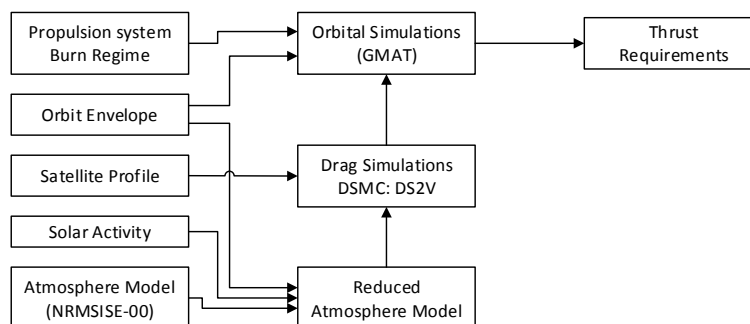 Propulsion system
Burn Regime
Orbital Simulations
(GMAT)
Thrust
Requirements
Orbit Envelope
Satellite Profile
Drag Simulations
DSMC: DS2V
Solar Activity
Atmosphere Model
(NRMSISE-00)
Reduced
Atmosphere Model